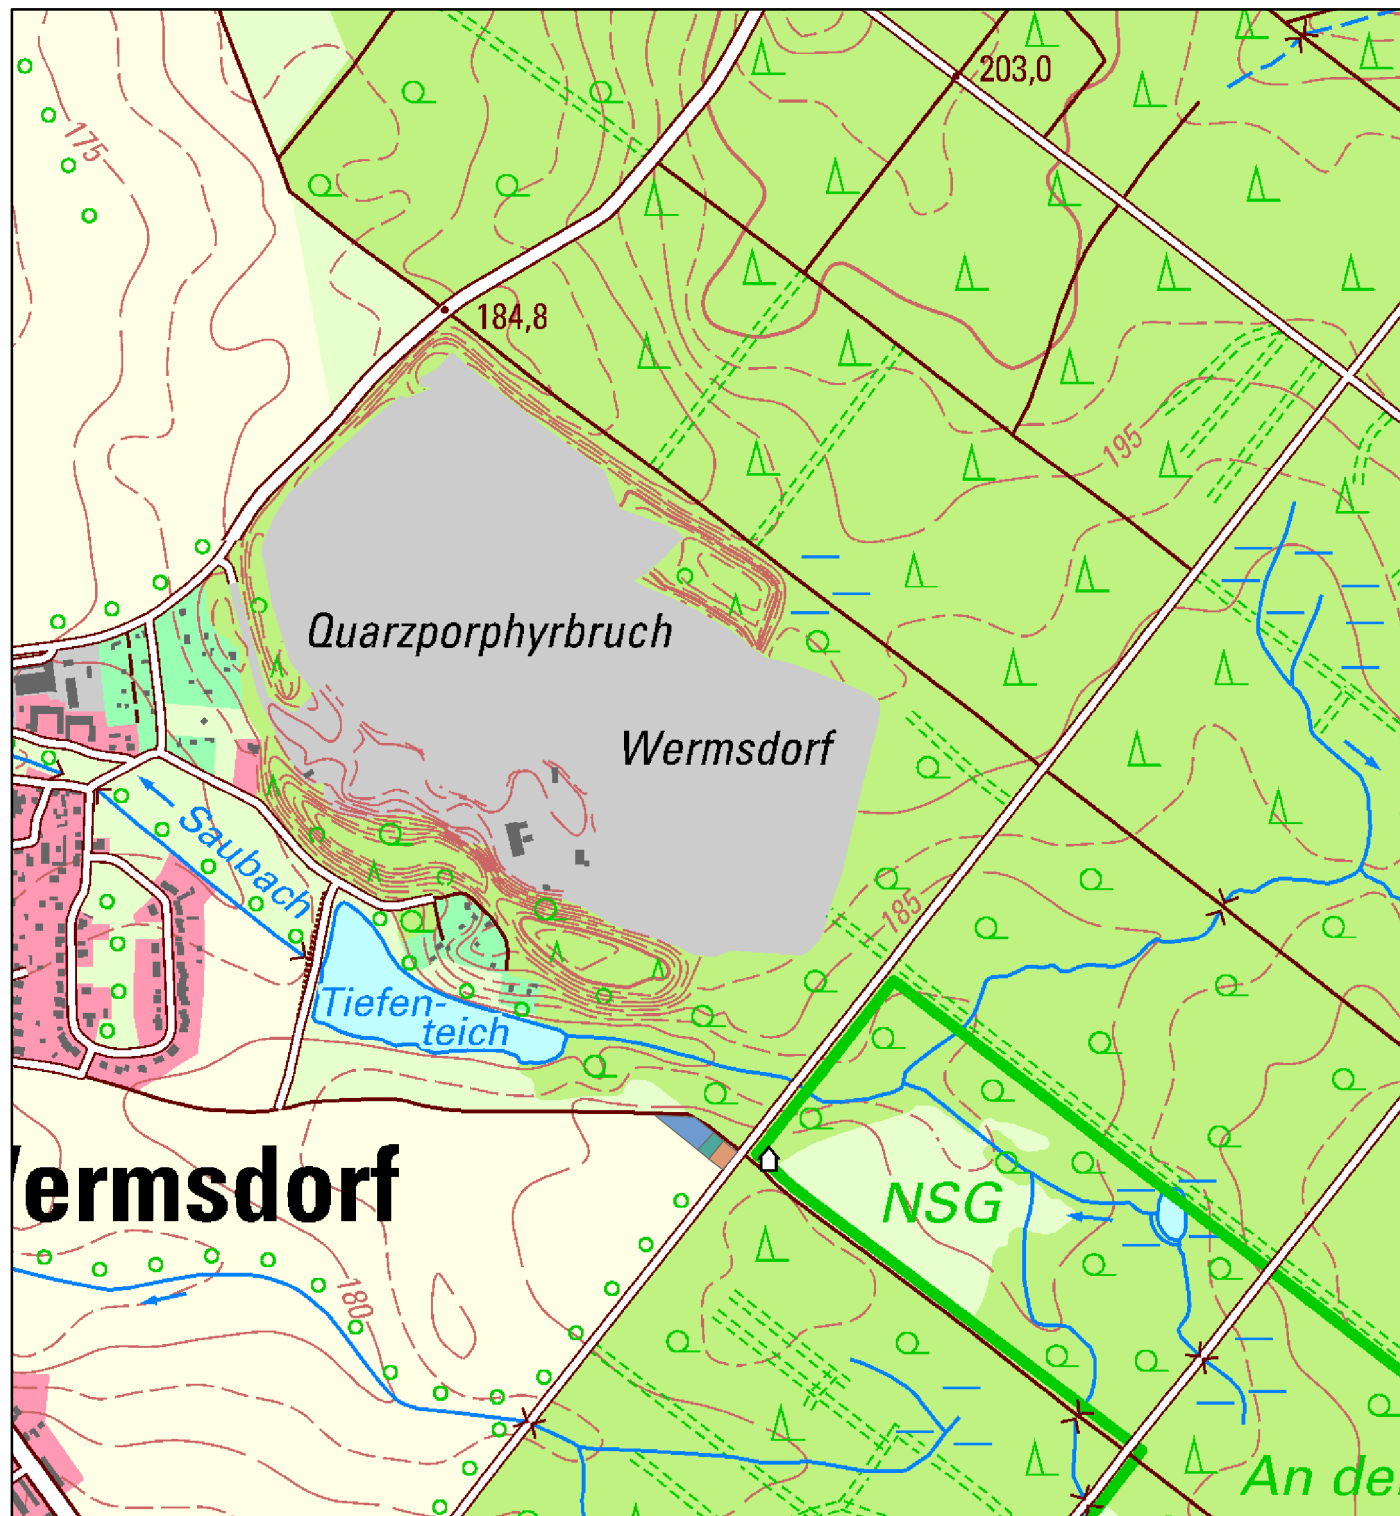 203,0
175
184,8
195
Quarzporphyrbruch
Wermsdorf
Saubach
185
Tiefen-
teich
ermsdorf
NSG
180
An de